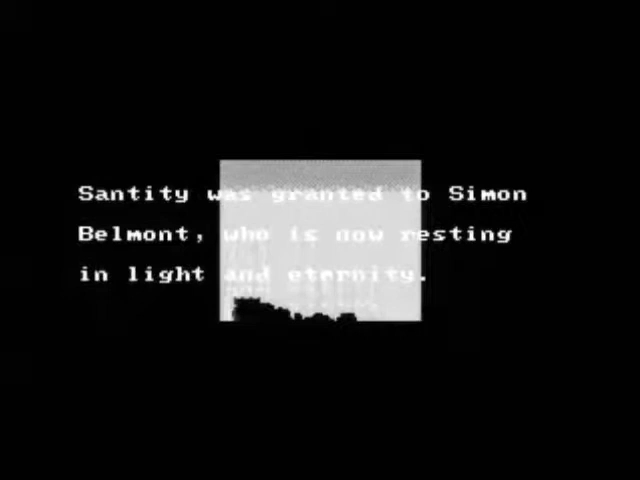 Santity was granted to Simon
Belmont, who is now resting
in light and eternity.